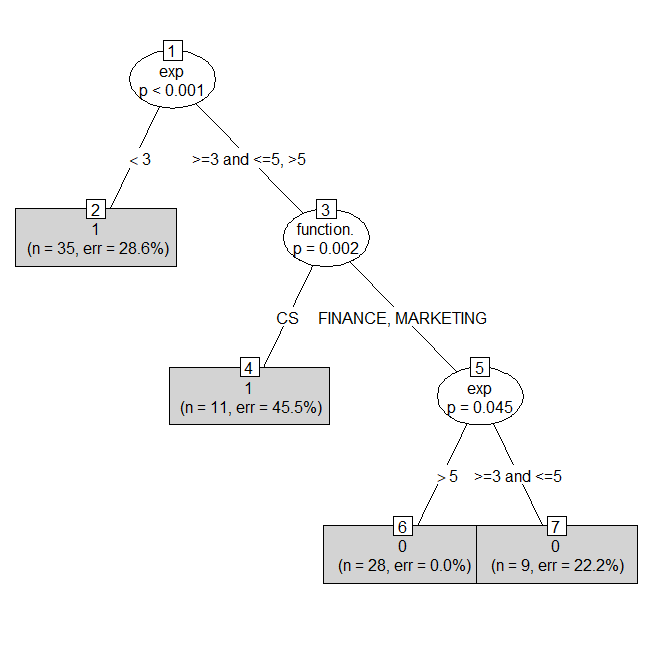 1
exp
p < 0.001
< 3
>=3 and <=5, >5
2
1
(n = 35, err = 28.6%)
3
function.
p = 0.002
CS
FINANCE, MARKETING
4
1
(n = 11, err = 45.5%)
5
exp
p = 0.045
> 5
>=3 and <=5
6
0
(n = 28, err = 0.0%)
7
0
(n = 9, err = 22.2%)